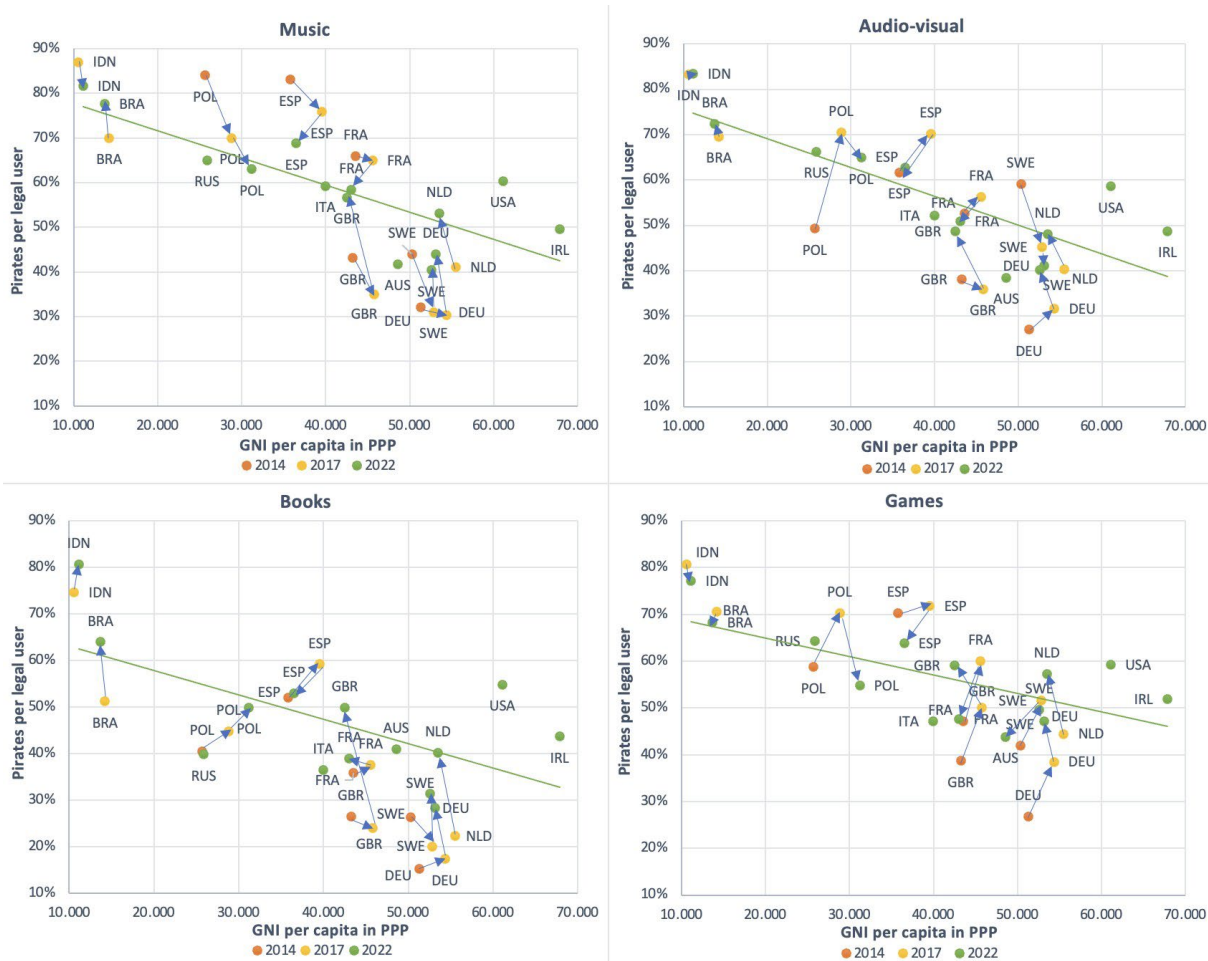 Music
Pirates per legal user
90%
80%
70%
60%
50%
40%
30%
20%
10%
IDN
IDN
BRA
BRA
POL
POL
POL
RUS
ESP
ESP
ESP
FRA
FRA
FRA
ITA
GBR
GBR
GBR
SWE
DEU
NLD
NLD
AUS
SWE
DEU
DEU
SWE
USA
IRL
10.000 20.000 30.000 40.000 50.000 60.000 70.000
GNI per capita in PPP
2014 2017 2022
Audio-visual
Pirates per legal user
90%
80%
70%
60%
50%
40%
30%
20%
10%
IDN
IDN
BRA
BRA
POL
POL
POL
RUS
ESP
ESP
ESP
FRA
FRA
FRA
ITA
GBR
GBR
SWE
NLD
SWE
DEU
SWE
NLD
AUS
DEU
DEU
USA
IRL
10.000 20.000 30.000 40.000 50.000 60.000 70.000
GNI per capita in PPP
2014 2017 2022
Books
Pirates per legal user
90%
80%
70%
60%
50%
40%
30%
20%
10%
IDN
IDN
BRA
BRA
POL
POL
POL
RUS
ESP
ESP
ESP
GBR
FRA
AUS
ITA
FRA
NLD
FRA
GBR
SWE
SWE
DEU
GBR
SWE
NLD
DEU
DEU
USA
IRL
10.000 20.000 30.000 40.000 50.000 60.000 70.000
GNI per capita in PPP
2014 2017 2022
Games
Pirates per legal user
90%
80%
70%
60%
50%
40%
30%
20%
10%
IDN
IDN
BRA
BRA
POL
RUS
POL
POL
ESP
ESP
ESP
FRA
GBR
NLD
GBR
SWE
SWE
FRA
ITA
FRA
SWE
DEU
AUS
NLD
GBR
DEU
DEU
USA
IRL
10.000 20.000 30.000 40.000 50.000 60.000 70.000
GNI per capita in PPP
2014 2017 2022